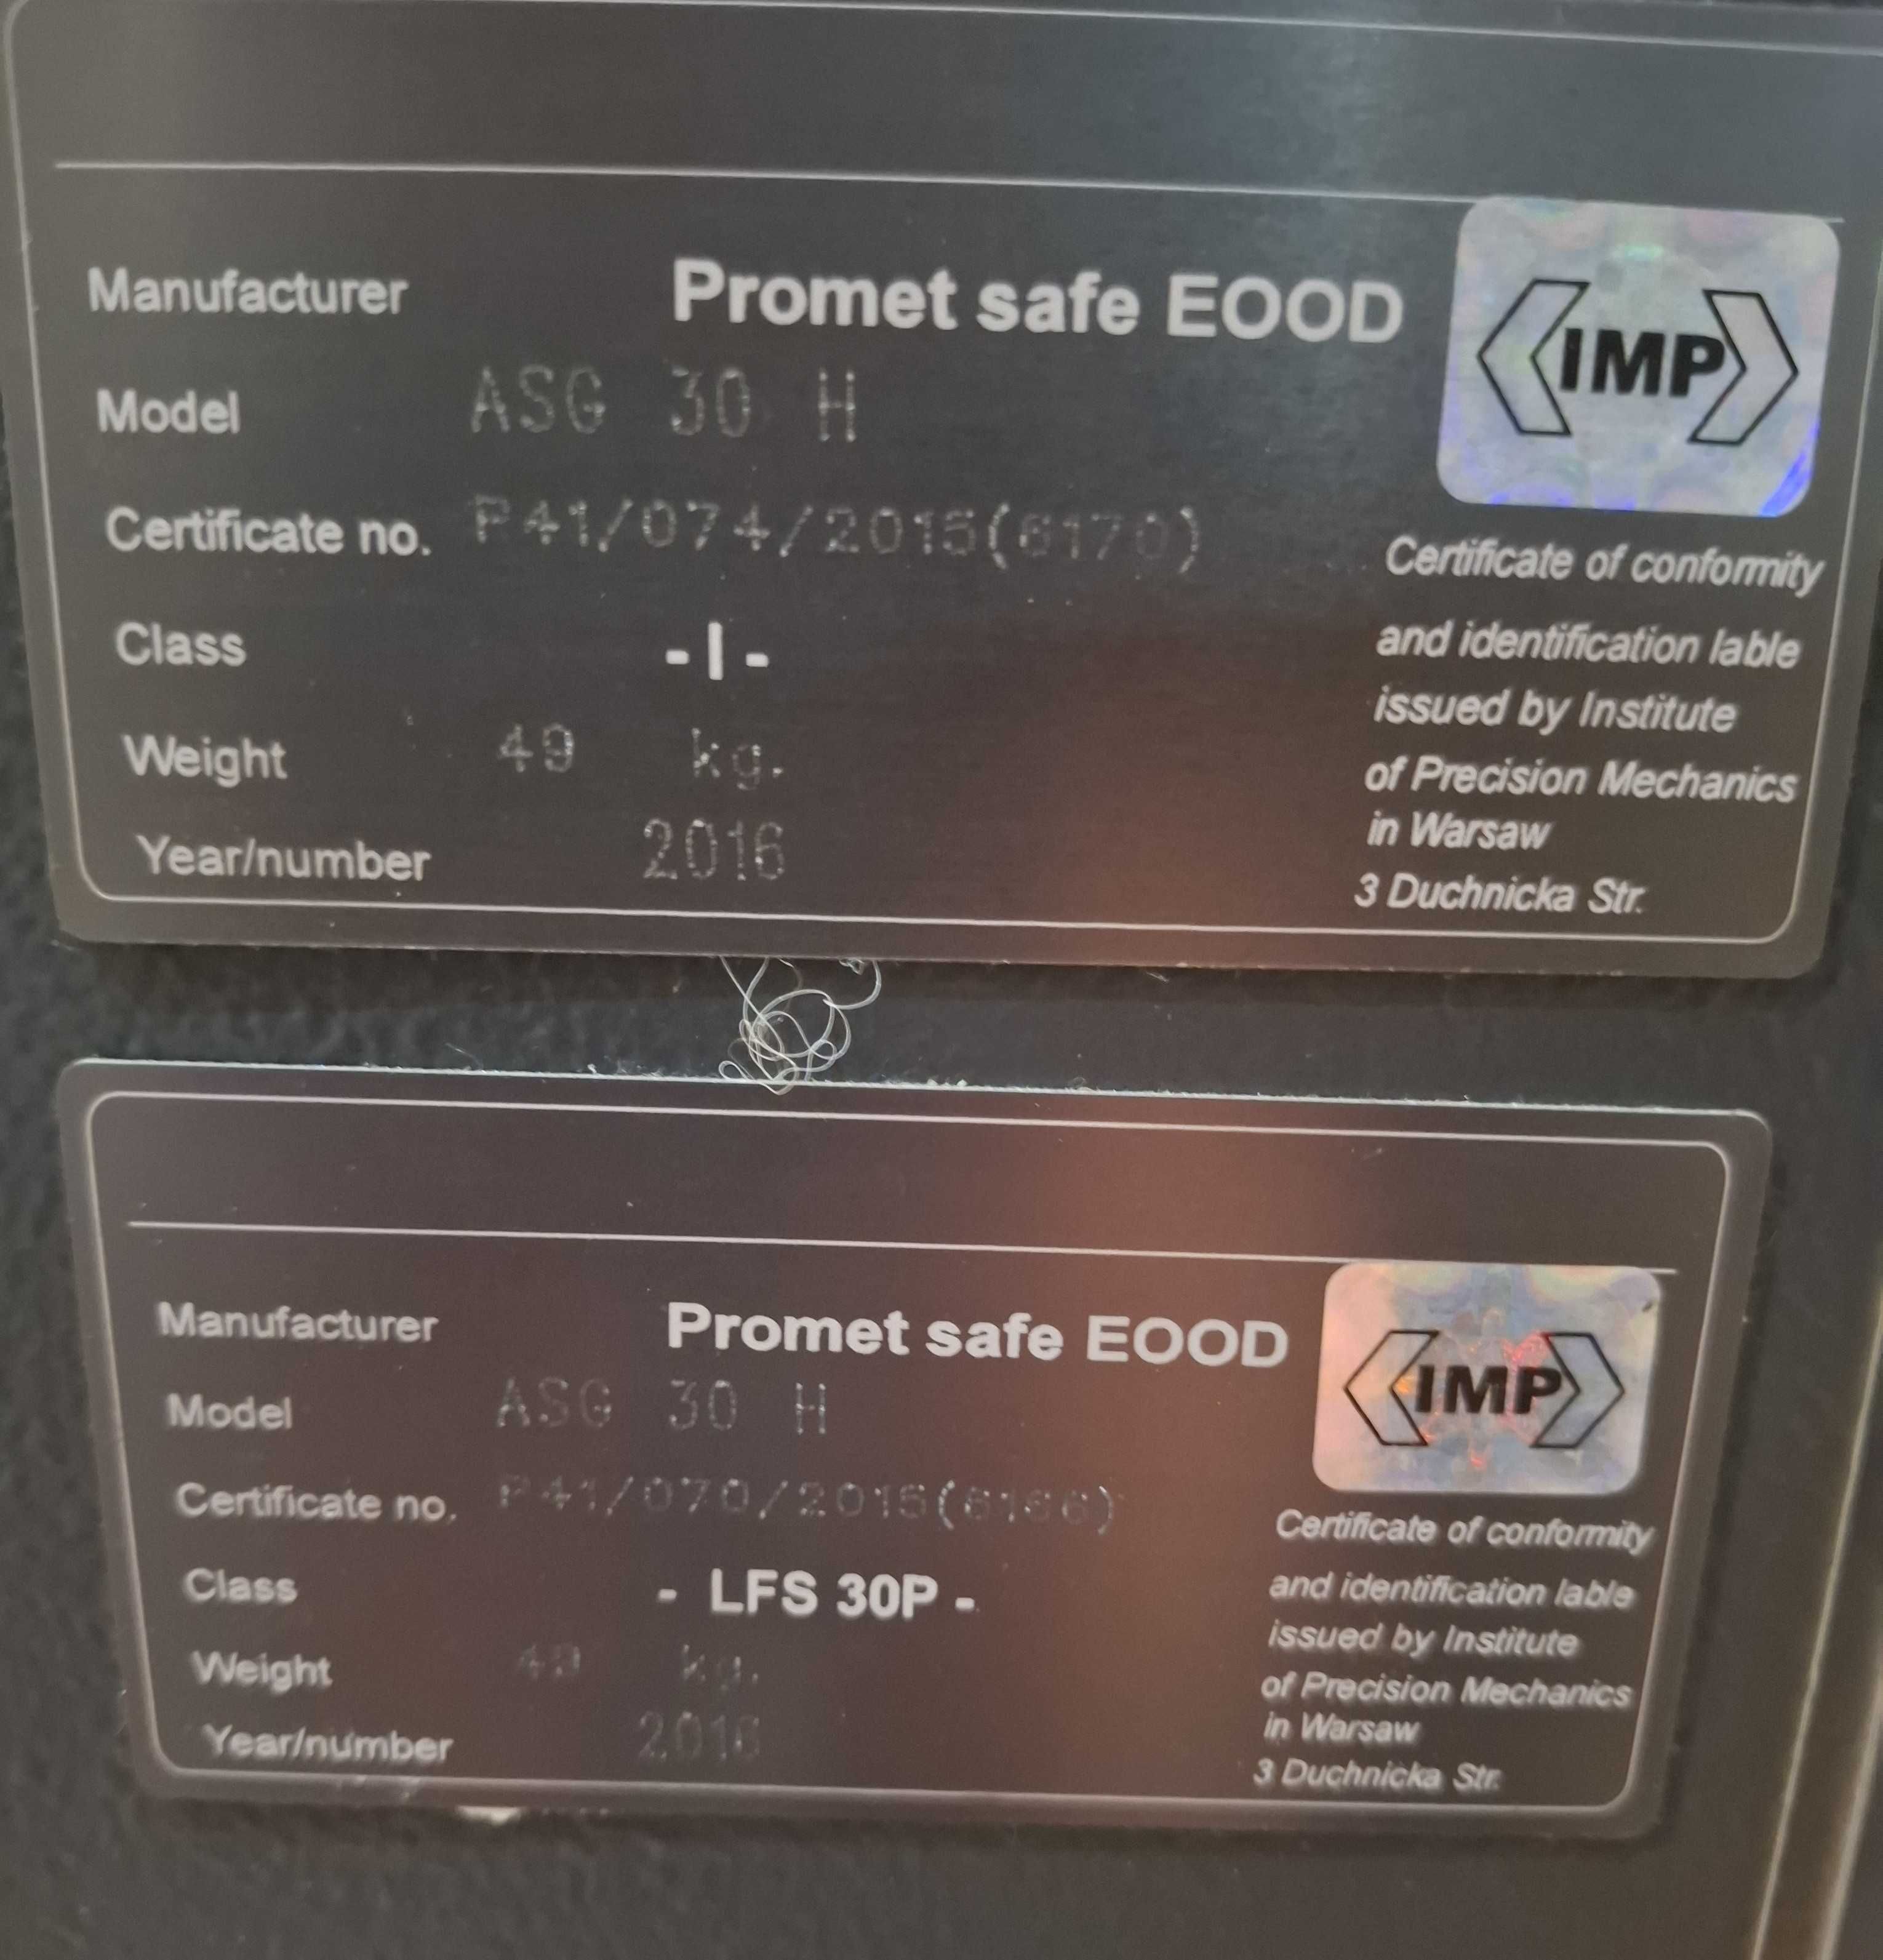 Manufacturer Promet safe EOOD
IMP
Model ASG 30 H
Certificate no. P41/074/2015(6170)
Class - I -
Weight 49 kg.
Year/number 2016
Certificate of conformity
and identification lable
issued by Institute
of Precision Mechanics
in Warsaw
3 Duchnicka Str.
Manufacturer Promet safe EOOD
IMP
Model ASG 30 H
Certificate no. P41/070/2015(6166)
Class - LFS 30P -
Weight 49 kg.
Year/number 2016
Certificate of conformity
and identification lable
issued by Institute
of Precision Mechanics
in Warsaw
3 Duchnicka Str.